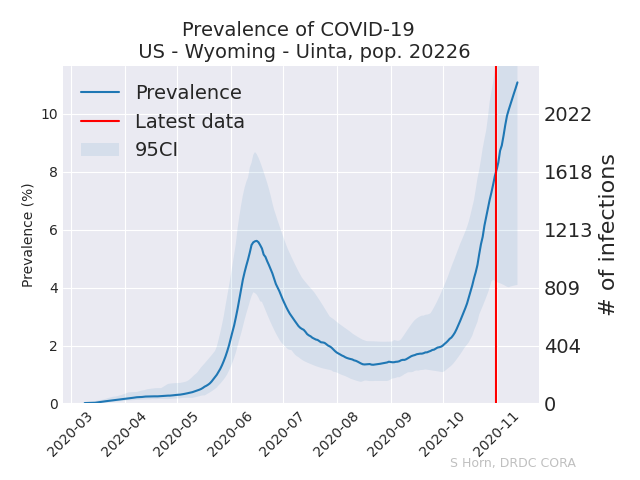 Prevalence of COVID-19
US - Wyoming - Uinta, pop. 20226
Prevalence
Latest data
95CI
Prevalence (%)
10
8
6
4
2
0
2022
1618
1213
809
404
0
# of infections
2020-03
2020-04
2020-05
2020-06
2020-07
2020-08
2020-09
2020-10
2020-11
S Horn, DRDC CORA